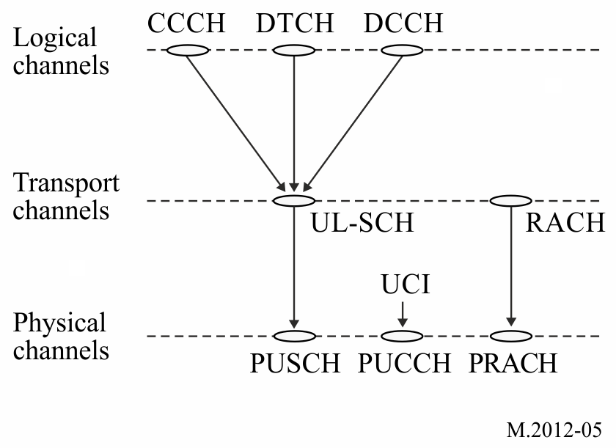 CCCH DTCH DCCH
Logical
channels
Transport
channels
UL-SCH RACH
UCI
Physical
channels
PUSCH PUCCH PRACH
M.2012-05